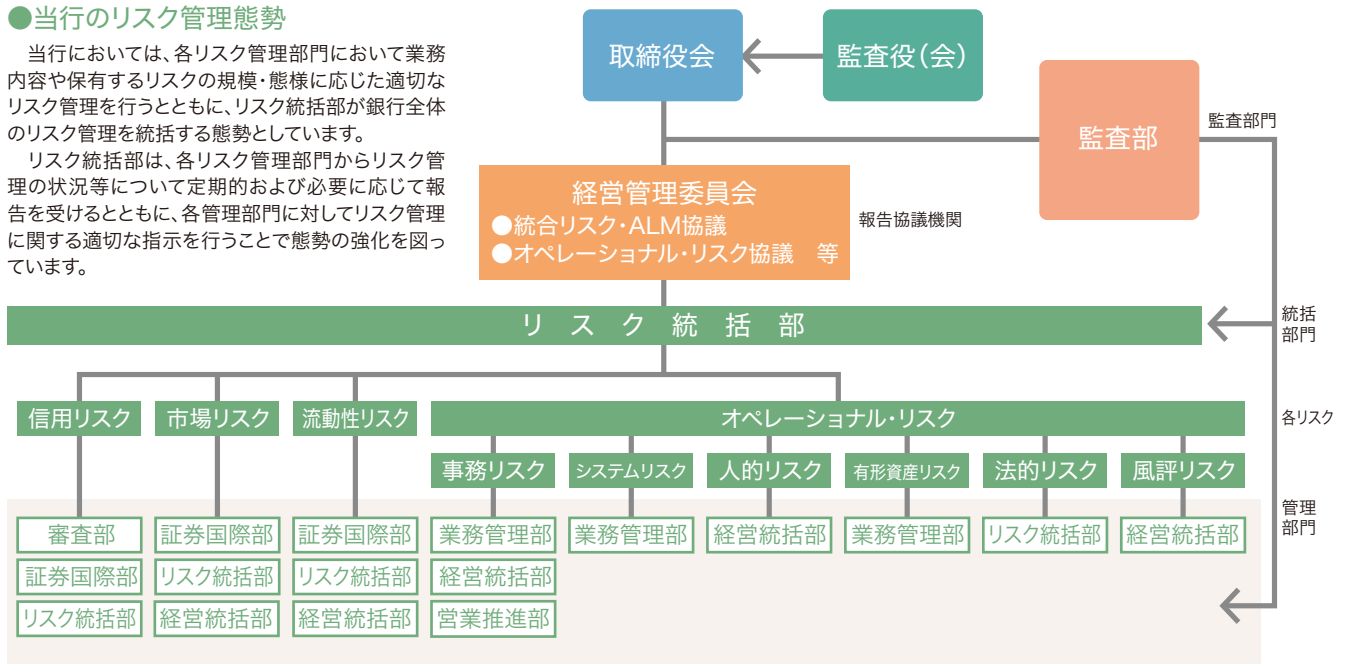 ●当行のリスク管理態勢
　当行においては、各リスク管理部門において業務
内容や保有するリスクの規模・態様に応じた適切な
リスク管理を行うとともに、リスク統括部が銀行全体
のリスク管理を統括する態勢としています。
　リスク統括部は、各リスク管理部門からリスク管
理の状況等について定期的および必要に応じて報
告を受けるとともに、各管理部門に対してリスク管理
に関する適切な指示を行うことで態勢の強化を図っ
ています。
取締役会
監査役(会)
監査部
監査部門
経営管理委員会
●統合リスク・ALM協議
●オペレーショナル・リスク協議　等
報告協議機関
リスク統括部
統括
部門
信用リスク
市場リスク
流動性リスク
オペレーショナル・リスク
各リスク
事務リスク
システムリスク
人的リスク
有形資産リスク
法的リスク
風評リスク
管理
部門
審査部
証券国際部
証券国際部
業務管理部
業務管理部
経営統括部
業務管理部
リスク統括部
経営統括部
証券国際部
リスク統括部
リスク統括部
経営統括部
リスク統括部
経営統括部
経営統括部
営業推進部